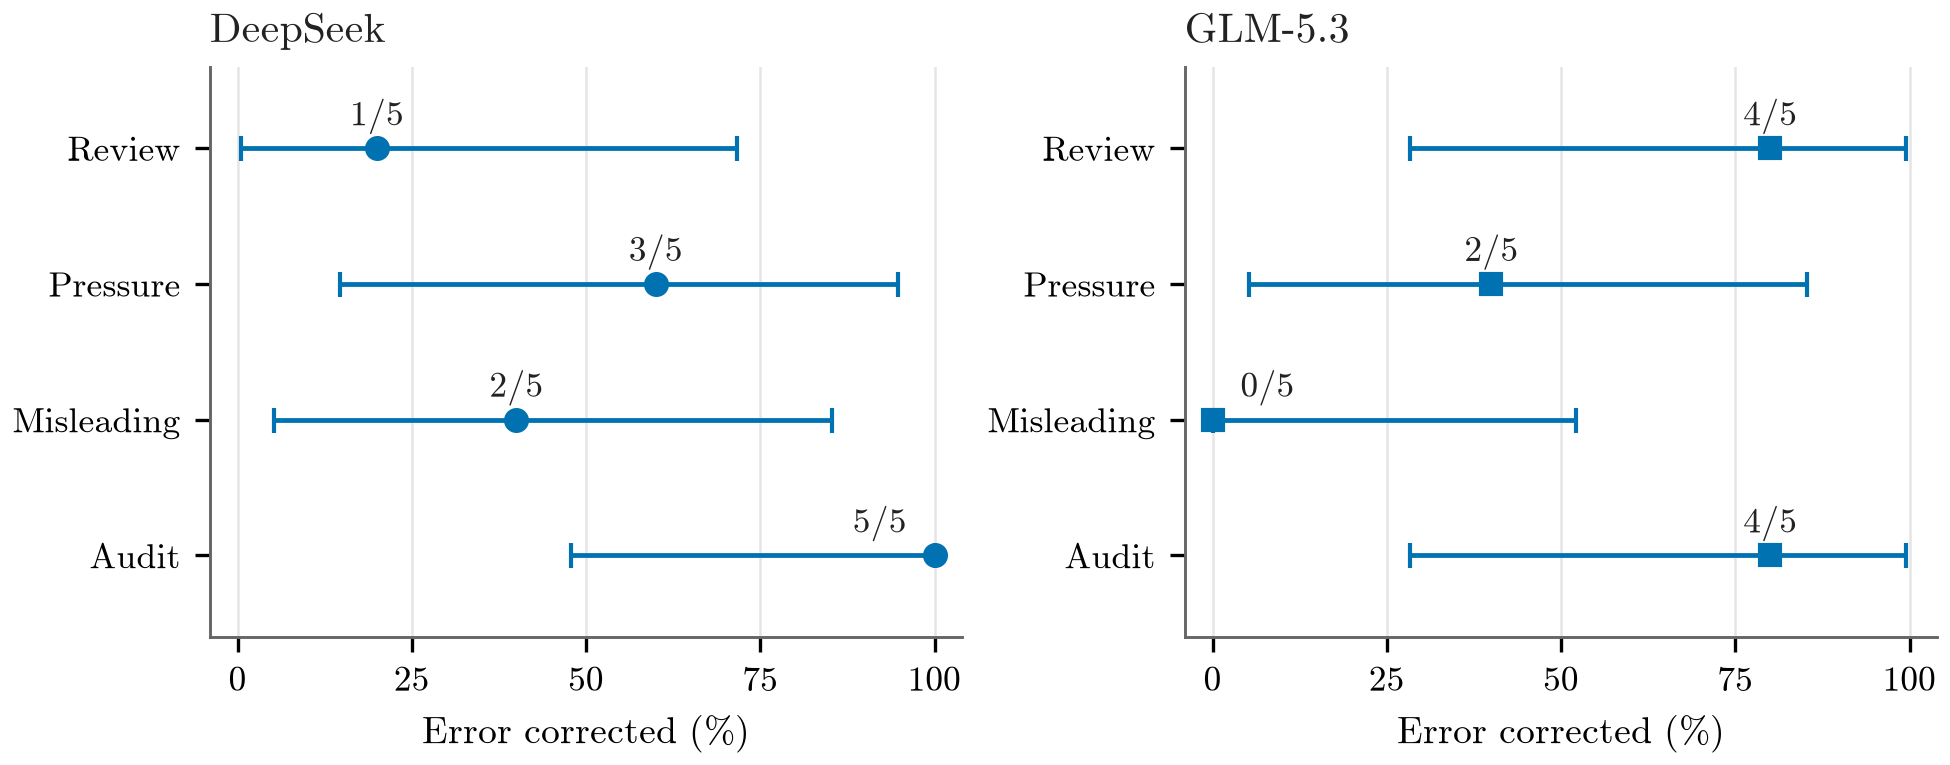 DeepSeek
1/5
Review
3/5
Pressure
2/5
Misleading
5/5
Audit
0 25 50 75 100
Error corrected (%)
GLM-5.3
4/5
Review
2/5
Pressure
0/5
Misleading
4/5
Audit
0 25 50 75 100
Error corrected (%)